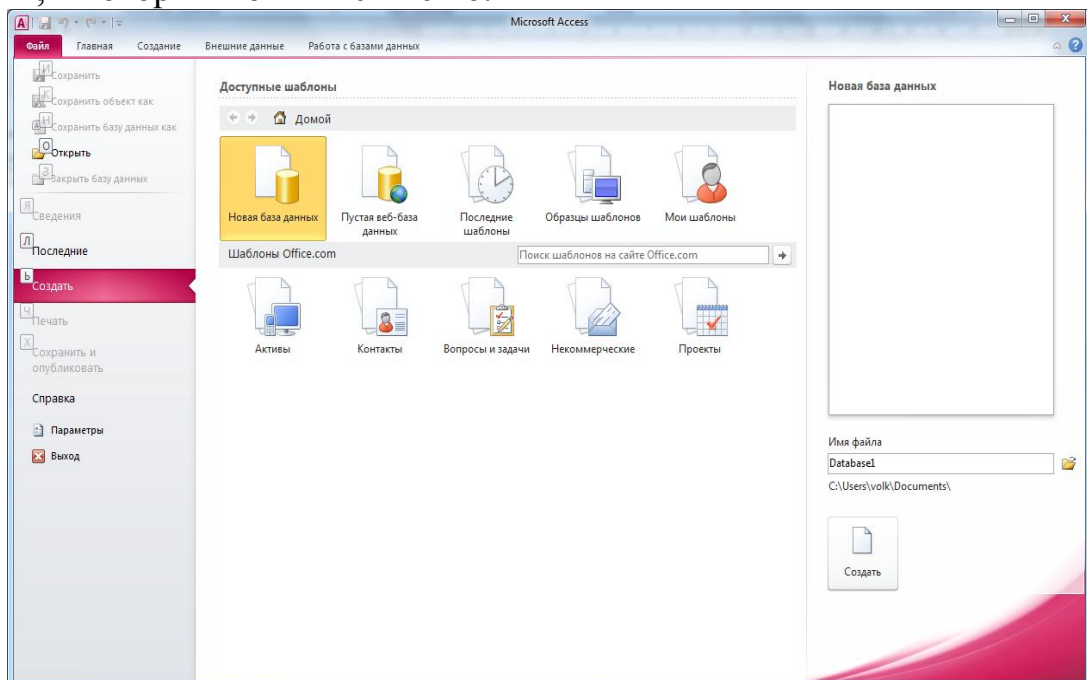 Microsoft Access
Файл Главная Создание Внешние данные Работа с базами данных
И
Сохранить
К
Сохранить объект как
Н
Сохранить базу данных как
О
Открыть
З
Закрыть базу данных
Я
Сведения
Л
Последние
Ь
Создать
Ч
Печать
Х
Сохранить и
опубликовать
Справка
Параметры
Выход
Доступные шаблоны
Домой
Новая база данных
Пустая веб-база
данных
Последние
шаблоны
Образцы шаблонов
Мои шаблоны
Шаблоны Office.com
Поиск шаблонов на сайте Office.com
Активы
Контакты
Вопросы и задачи
Некоммерческие
Проекты
Новая база данных
Имя файла
Database1
C:\Users\volk\Documents\
Создать